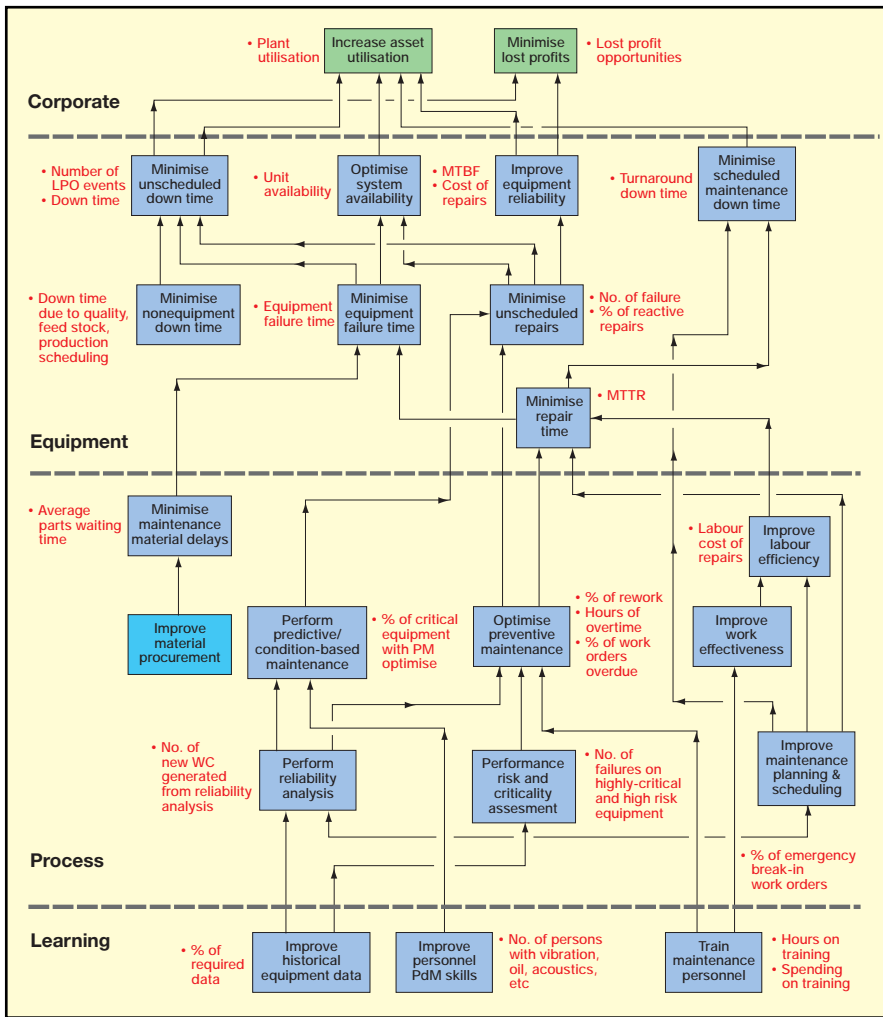 • Plant
utilisation
Increase asset
utilisation
Minimise
lost profits
• Lost profit
opportunities
Corporate
• Number of
LPO events
• Down time
Minimise
unscheduled
down time
• Unit
availability
Optimise
system
availability
• MTBF
• Cost of
repairs
Improve
equipment
reliability
• Turnaround
down time
Minimise
scheduled
maintenance
down time
• Down time
due to quality,
feed stock,
production
scheduling
Minimise
nonequipment
down time
• Equipment
failure time
Minimise
equipment
failure time
Minimise
unscheduled
repairs
• No. of failure
• % of reactive
repairs
Minimise
repair
time
• MTTR
Equipment
• Average
parts waiting
time
Minimise
maintenance
material delays
• Labour
cost of
repairs
Improve
labour
efficiency
Improve
material
procurement
Perform
predictive/
condition-based
maintenance
• % of critical
equipment
with PM
optimise
Optimise
preventive
maintenance
• % of rework
• Hours of
overtime
• % of work
orders
overdue
Improve
work
effectiveness
• No. of
new WC
generated
from reliability
analysis
Perform
reliability
analysis
Performance
risk and
criticality
assesment
• No. of
failures on
highly-critical
and high risk
equipment
Improve
maintenance
planning &
scheduling
Process
• % of emergency
break-in
work orders
Learning
• % of
required
data
Improve
historical
equipment data
Improve
personnel
PdM skills
• No. of persons
with vibration,
oil, acoustics,
etc
Train
maintenance
personnel
• Hours on
training
• Spending
on training